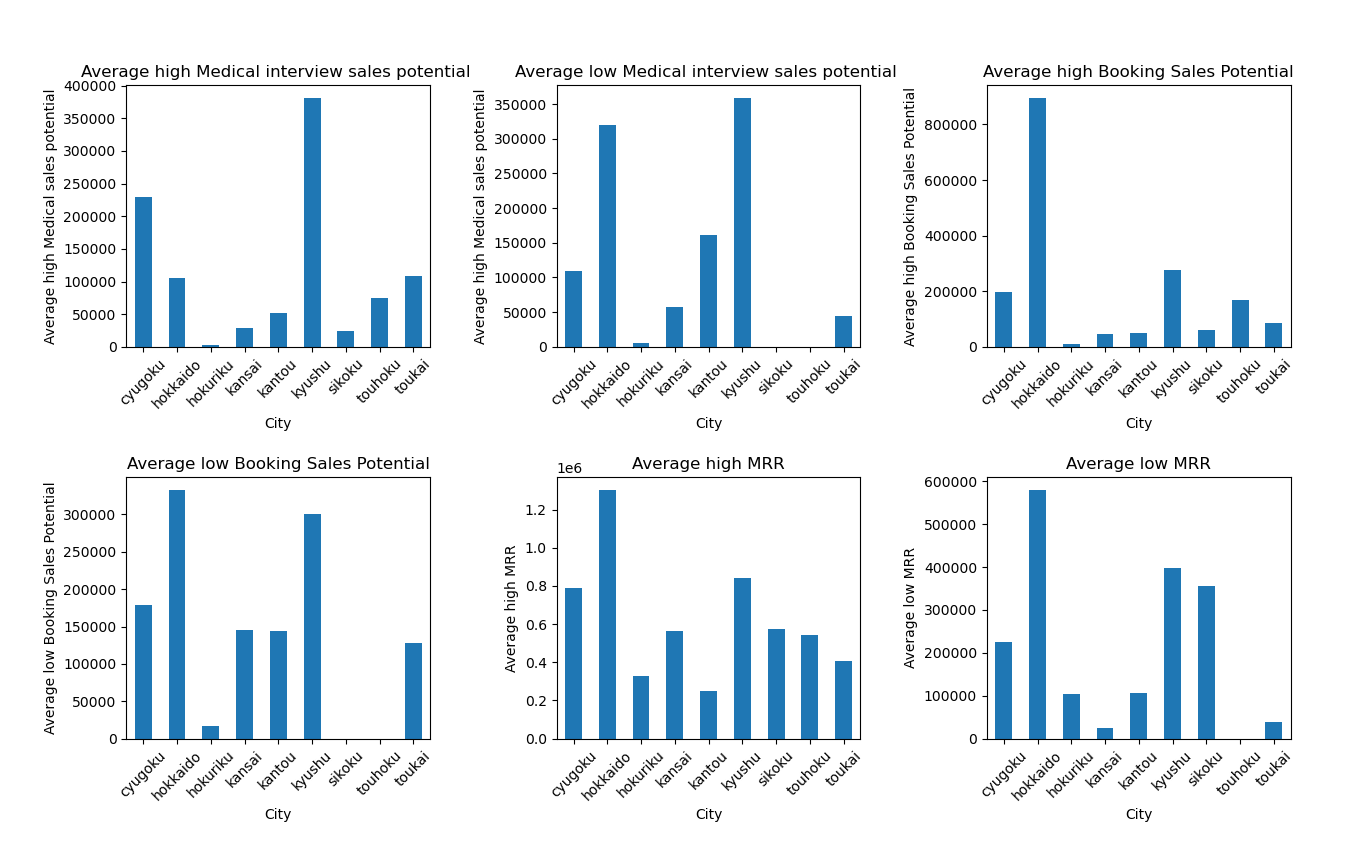 Average high Medical interview sales potential
Average high Medical sales potential
400000
350000
300000
250000
200000
150000
100000
50000
0
cyugoku
hokkaido
hokuriku
kansai
kantou
kyushu
sikoku
touhoku
toukai
City
Average low Medical interview sales potential
Average high Medical sales potential
350000
300000
250000
200000
150000
100000
50000
0
cyugoku
hokkaido
hokuriku
kansai
kantou
kyushu
sikoku
touhoku
toukai
City
Average high Booking Sales Potential
Average high Booking Sales Potential
800000
600000
400000
200000
0
cyugoku
hokkaido
hokuriku
kansai
kantou
kyushu
sikoku
touhoku
toukai
City
Average low Booking Sales Potential
Average low Booking Sales Potential
300000
250000
200000
150000
100000
50000
0
cyugoku
hokkaido
hokuriku
kansai
kantou
kyushu
sikoku
touhoku
toukai
City
Average high MRR
1e6
Average high MRR
1.2
1.0
0.8
0.6
0.4
0.2
0.0
cyugoku
hokkaido
hokuriku
kansai
kantou
kyushu
sikoku
touhoku
toukai
City
Average low MRR
Average low MRR
600000
500000
400000
300000
200000
100000
0
cyugoku
hokkaido
hokuriku
kansai
kantou
kyushu
sikoku
touhoku
toukai
City